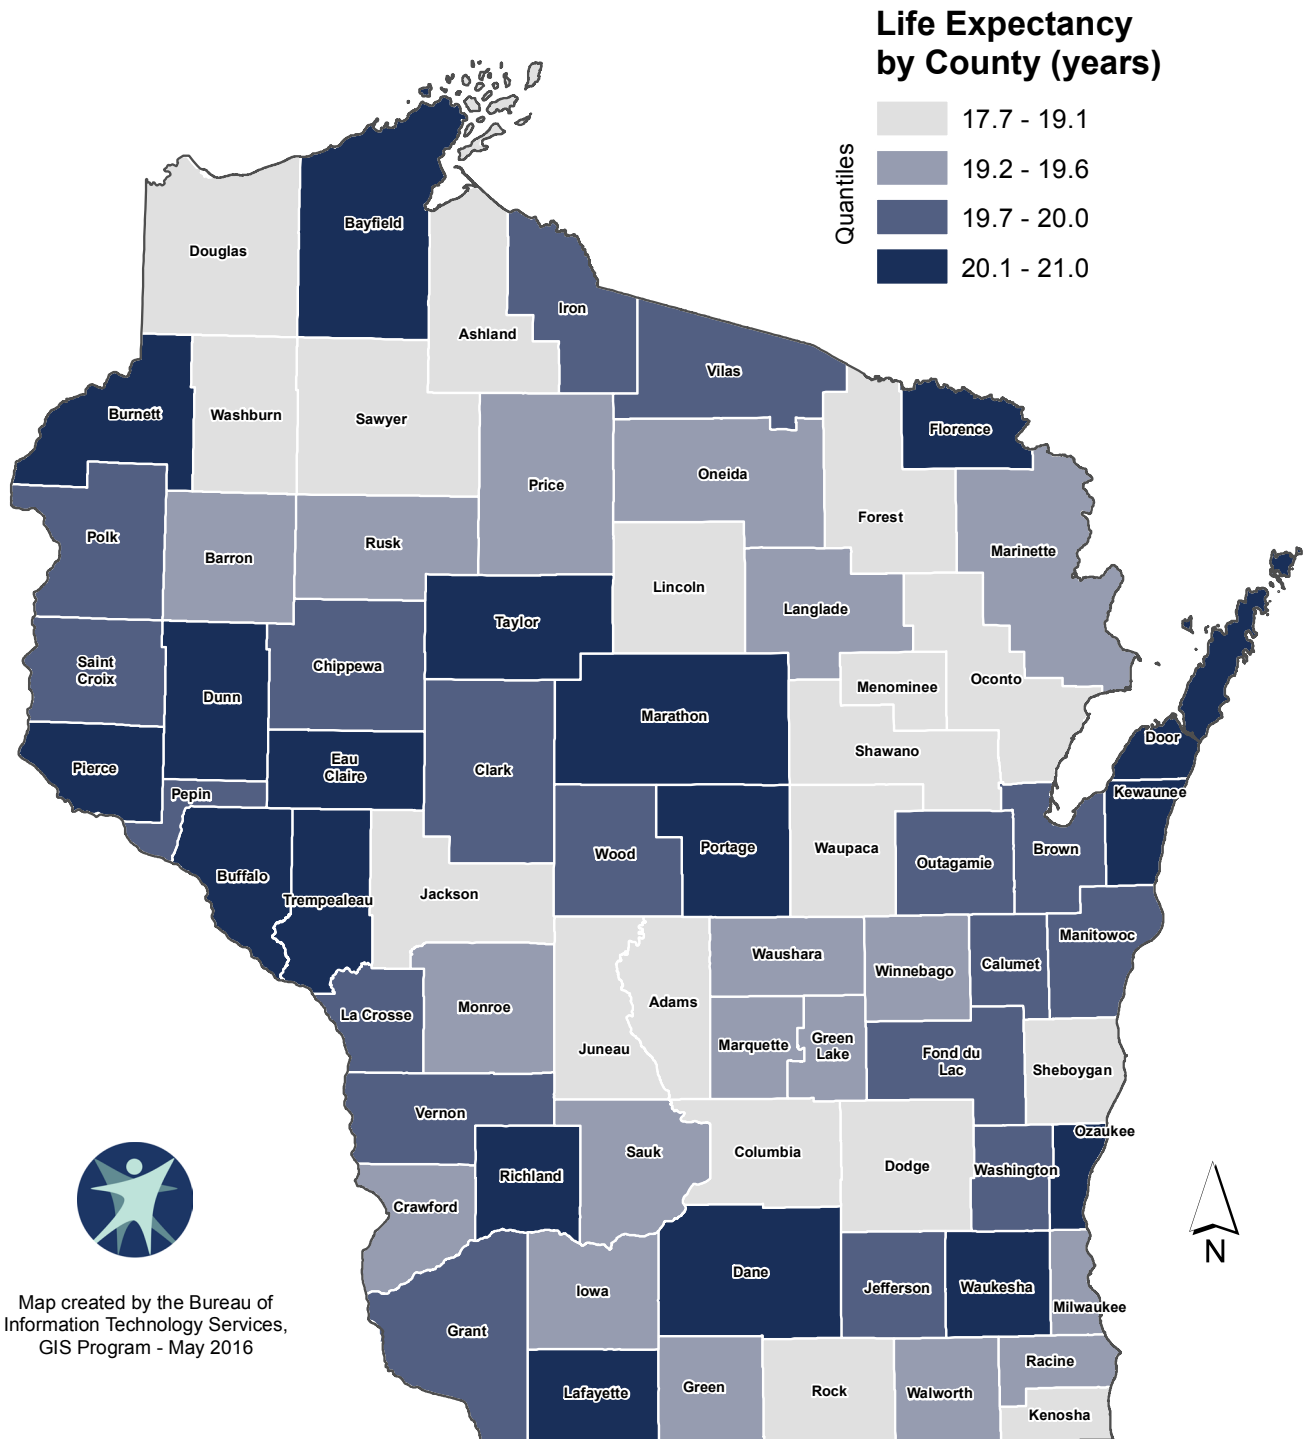 Life Expectancy
by County (years)
Quantiles
17.7 - 19.1
19.2 - 19.6
19.7 - 20.0
20.1 - 21.0
Bayfield
Douglas
Iron
Ashland
Vilas
Burnett
Washburn
Sawyer
Florence
Oneida
Price
Forest
Polk
Barron
Rusk
Marinette
Lincoln
Langlade
Taylor
Saint
Croix
Chippewa
Dunn
Menominee
Oconto
Marathon
Door
Shawano
Pierce
Eau
Claire
Clark
Pepin
Kewaunee
Wood
Portage
Waupaca
Outagamie
Brown
Buffalo
Trempealeau
Jackson
Manitowoc
Waushara
Winnebago
Calumet
La Crosse
Monroe
Adams
Juneau
Marquette
Green
Lake
Fond du
Lac
Sheboygan
Vernon
Ozaukee
Sauk
Columbia
Dodge
Washington
Richland
Crawford
N
Dane
Iowa
Jefferson
Waukesha
Milwaukee
Map created by the Bureau of
Information Technology Services,
GIS Program - May 2016
Grant
Racine
Lafayette
Green
Rock
Walworth
Kenosha